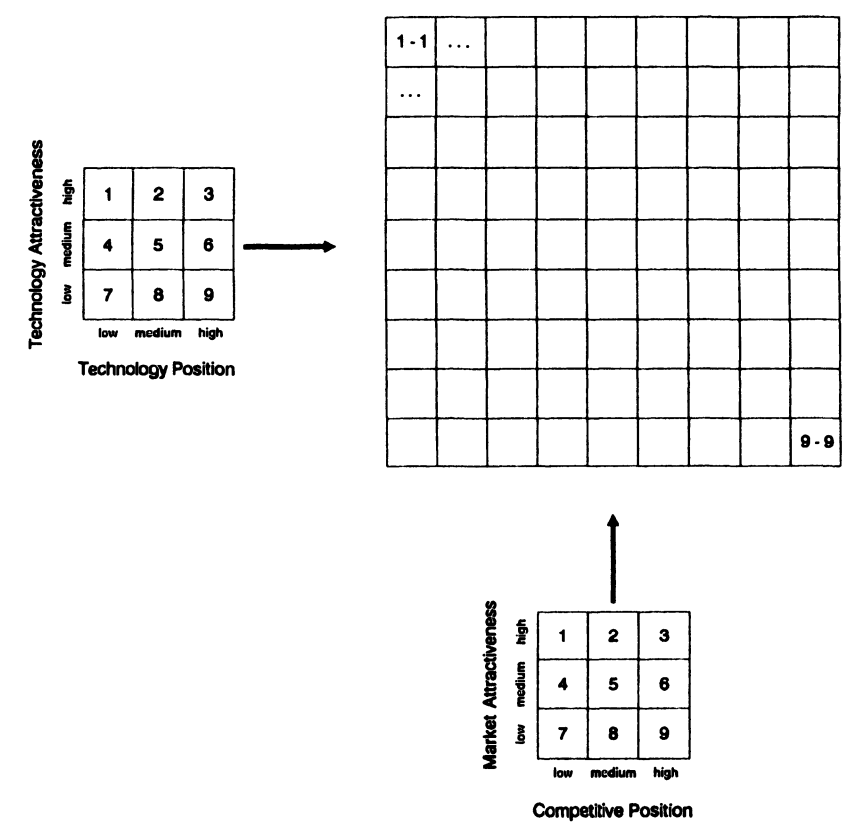 1 - 1 ...
...
9 - 9
Technology Attractiveness
high
medium
low
1 2 3
4 5 6
7 8 9
low medium high
Technology Position
Market Attractiveness
high
medium
low
1 2 3
4 5 6
7 8 9
low medium high
Competitive Position